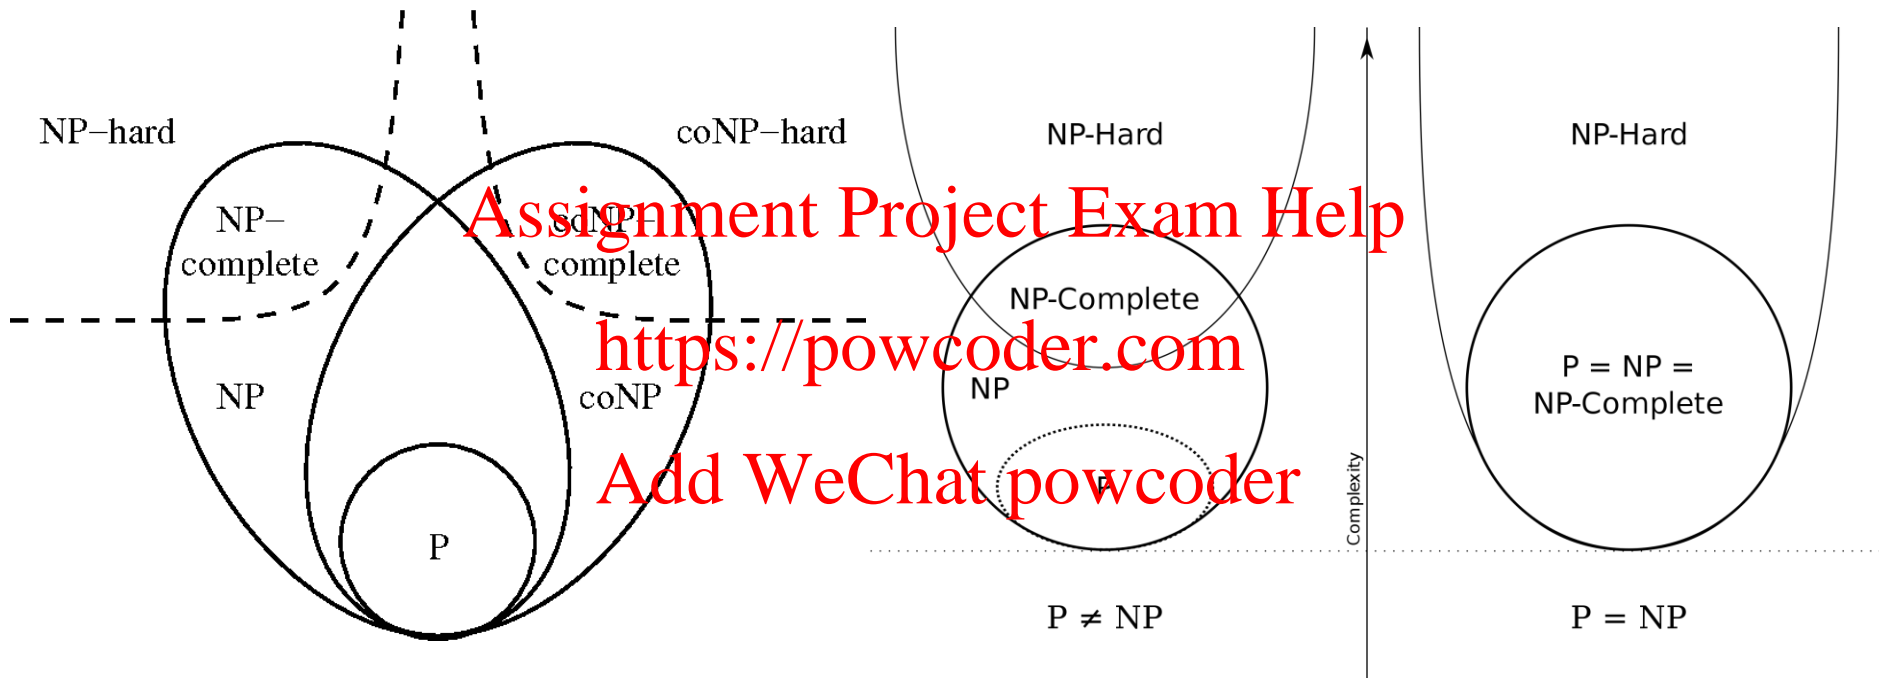 NP–hard
coNP–hard
NP–
complete
coNP–
complete
NP
coNP
P
NP-Hard
NP-Complete
NP
P
P ≠ NP
Complexity
NP-Hard
P = NP =
NP-Complete
P = NP
Assignment Project Exam Help
https://powcoder.com
Add WeChat powcoder